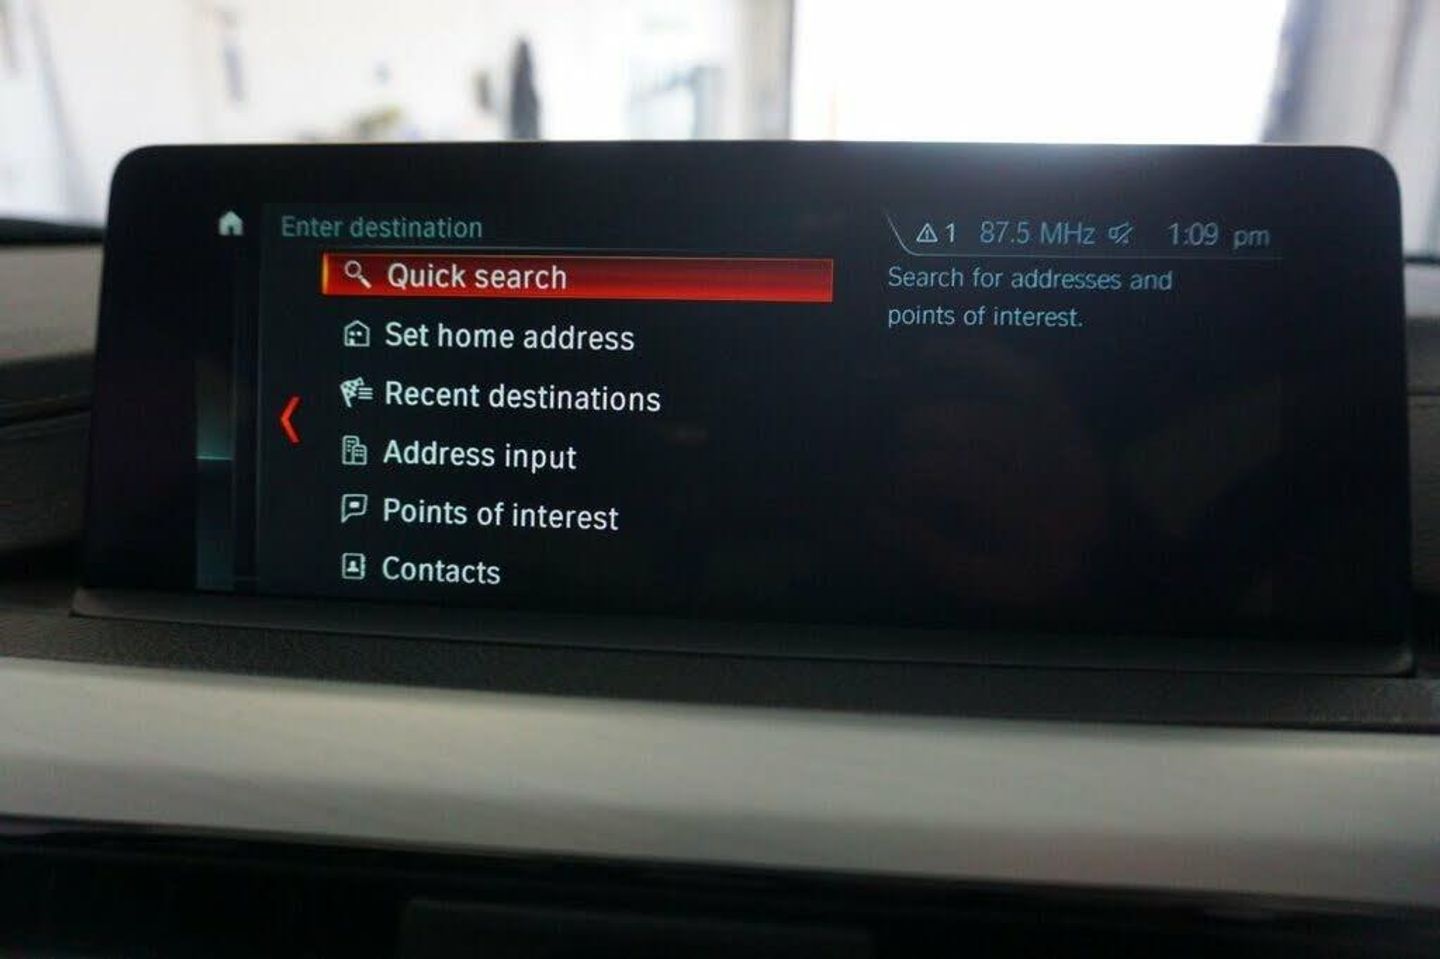 Enter destination
1 87.5 MHz 1:09 pm
Quick search
Search for addresses and
points of interest.
Set home address
Recent destinations
Address input
Points of interest
Contacts